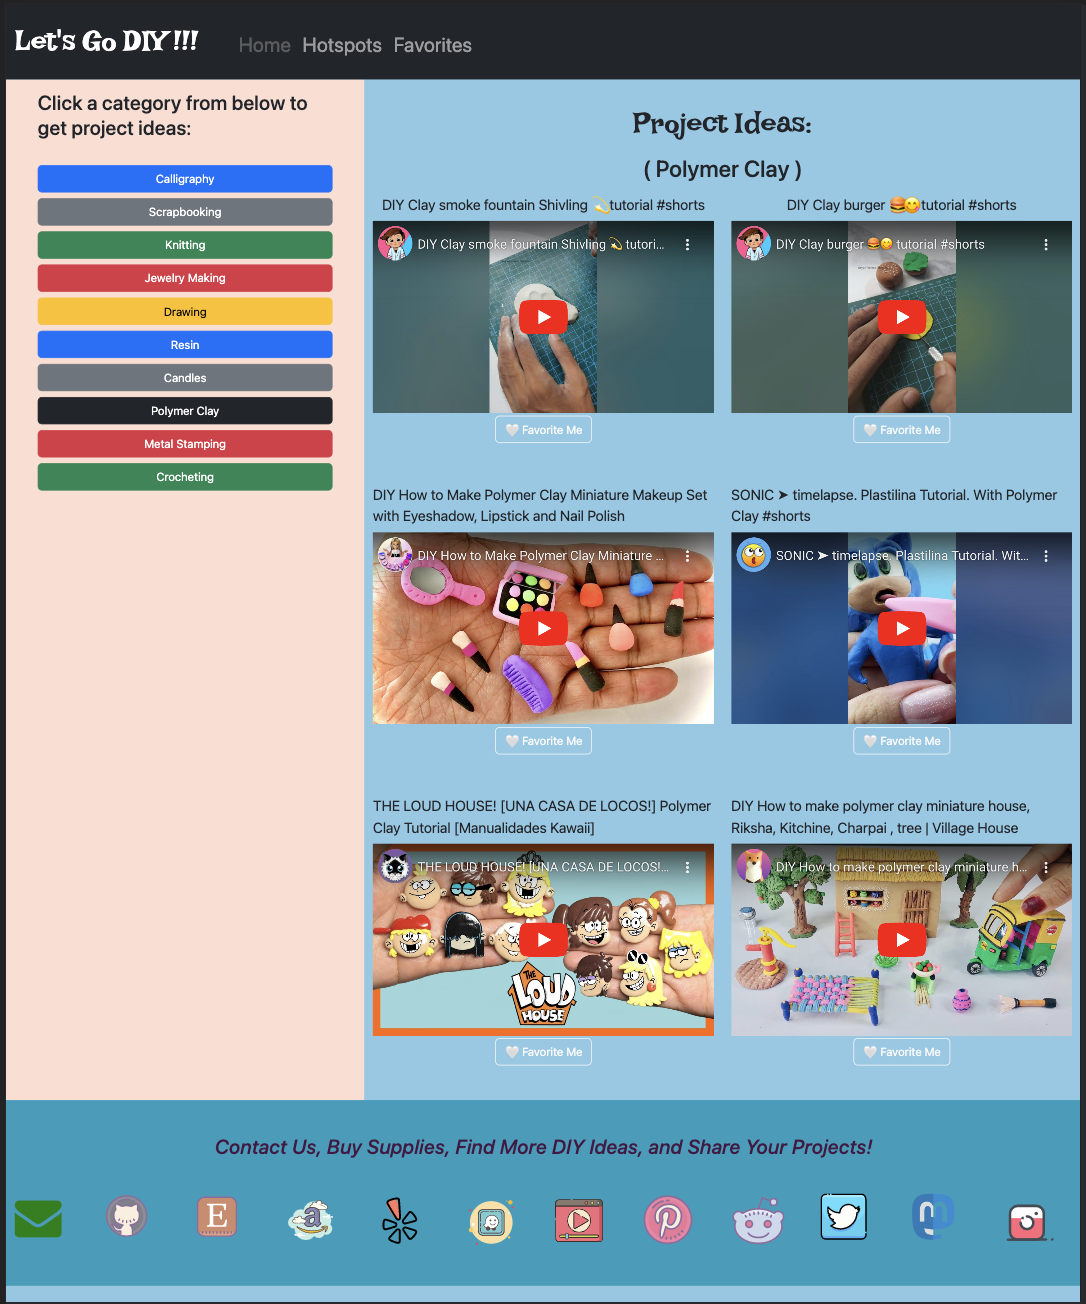 Let's Go DIY!!!
Home Hotspots Favorites
Click a category from below to
get project ideas:
Calligraphy
Scrapbooking
Knitting
Jewelry Making
Drawing
Resin
Candles
Polymer Clay
Metal Stamping
Crocheting
Project Ideas:
( Polymer Clay )
DIY Clay smoke fountain Shivling 💫tutorial #shorts
DIY Clay smoke fountain Shivling 💫 tutori...
🤍 Favorite Me
DIY Clay burger 🍔😋tutorial #shorts
DIY Clay burger 🍔😋 tutorial #shorts
🤍 Favorite Me
DIY How to Make Polymer Clay Miniature Makeup Set
with Eyeshadow, Lipstick and Nail Polish
DIY How to Make Polymer Clay Miniature ...
🤍 Favorite Me
SONIC ➤ timelapse. Plastilina Tutorial. With Polymer
Clay #shorts
SONIC ➤ timelapse. Plastilina Tutorial. Wit...
🤍 Favorite Me
THE LOUD HOUSE! [UNA CASA DE LOCOS!] Polymer
Clay Tutorial [Manualidades Kawaii]
THE LOUD HOUSE! [UNA CASA DE LOCOS!...
THE
LOUD
HOUSE
🤍 Favorite Me
DIY How to make polymer clay miniature house,
Riksha, Kitchine, Charpai , tree | Village House
DIY How to make polymer clay miniature h...
🤍 Favorite Me
Contact Us, Buy Supplies, Find More DIY Ideas, and Share Your Projects!
E
a